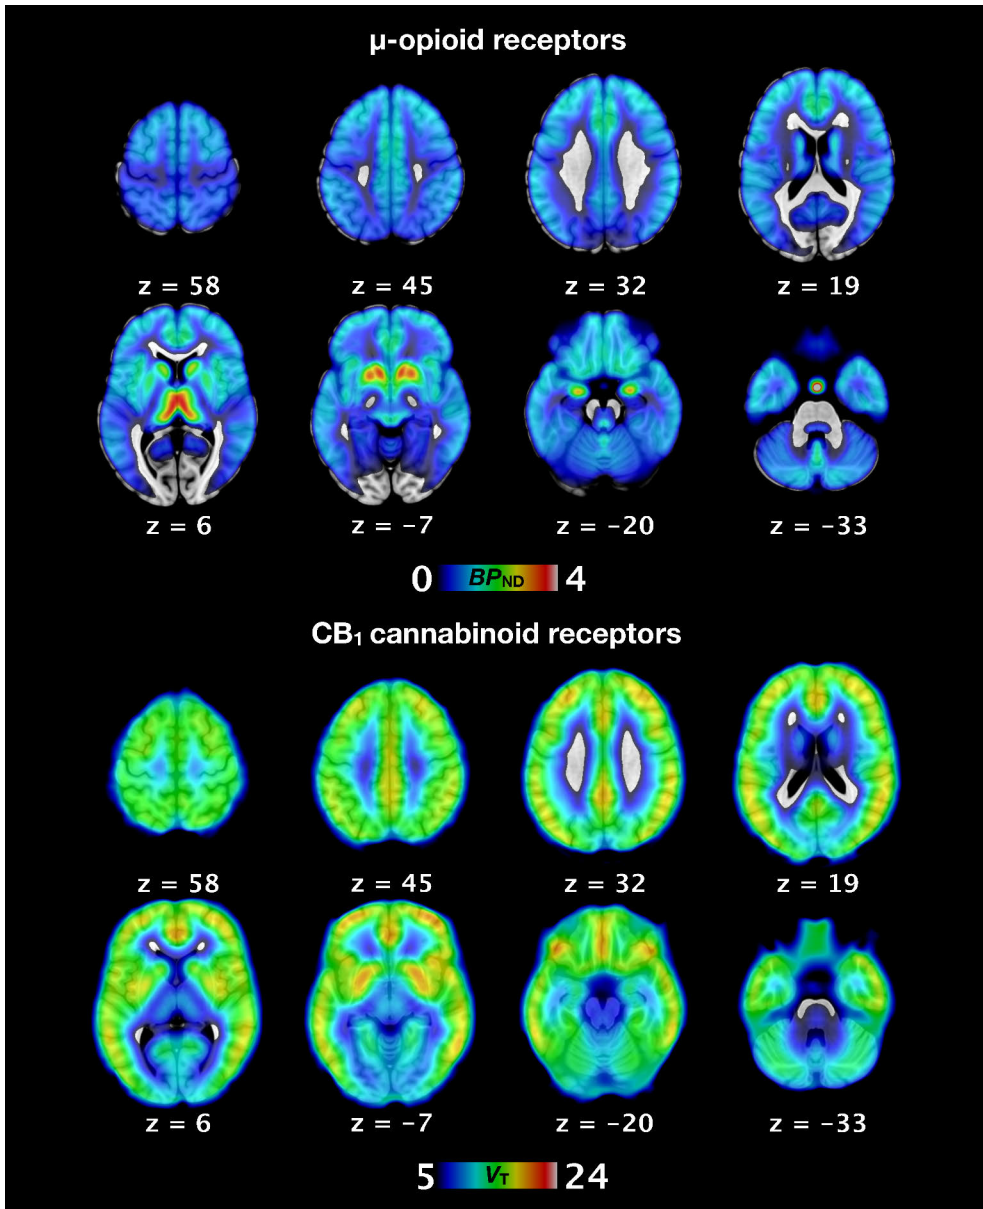 μ-opioid receptors
z = 58 z = 45 z = 32 z = 19
z = 6 z = −7 z = −20 z = −33
0 BPND 4
CB₁ cannabinoid receptors
z = 58 z = 45 z = 32 z = 19
z = 6 z = −7 z = −20 z = −33
5 VT 24